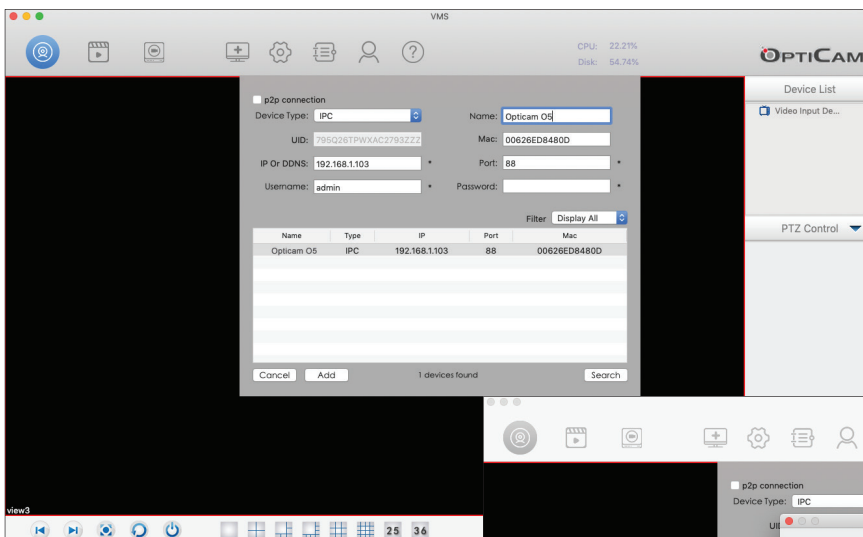 VMS
CPU: 22.21%
Disk: 54.74%
OPTICAM
p2p connection
Device Type: IPC
Name: Opticam O5
UID: 795Q26TPWXAC2793ZZZ
Mac: 00626ED8480D
IP Or DDNS: 192.168.1.103 *
Port: 88 *
Username: admin *
Password: *
Filter Display All
Name Type IP Port Mac
Opticam O5 IPC 192.168.1.103 88 00626ED8480D
Cancel Add 1 devices found Search
Device List
Video Input De...
PTZ Control
view3
25 36
p2p connection
Device Type: IPC